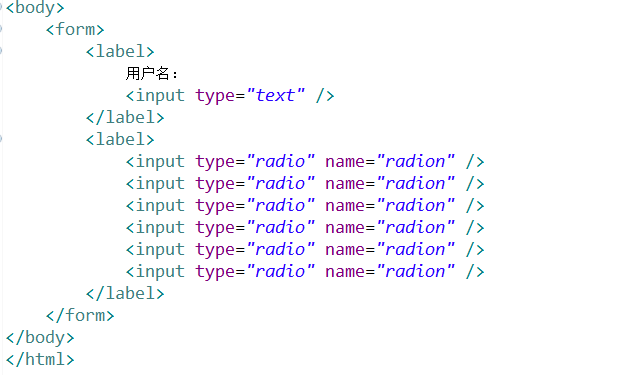 <body>
<form>
<label>
用户名：
<input type="text" />
</label>
<label>
<input type="radio" name="radion" />
<input type="radio" name="radion" />
<input type="radio" name="radion" />
<input type="radio" name="radion" />
<input type="radio" name="radion" />
<input type="radio" name="radion" />
</label>
</form>
</body>
</html>